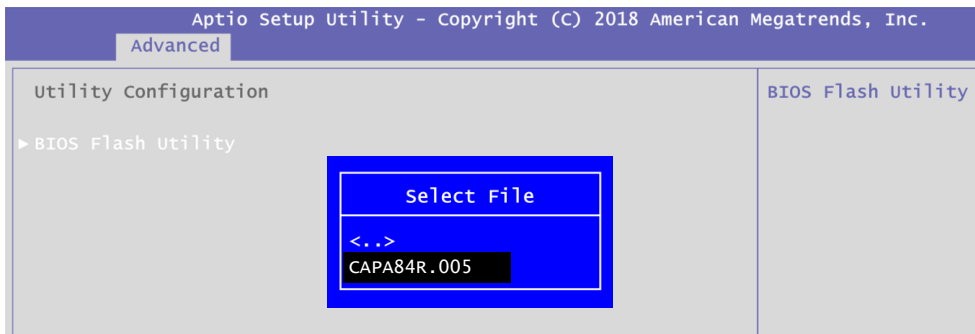 Aptio Setup Utility - Copyright (C) 2018 American Megatrends, Inc.
Advanced
Utility Configuration
BIOS Flash Utility
► BIOS Flash Utility
Select File
<..>
CAPA84R.005